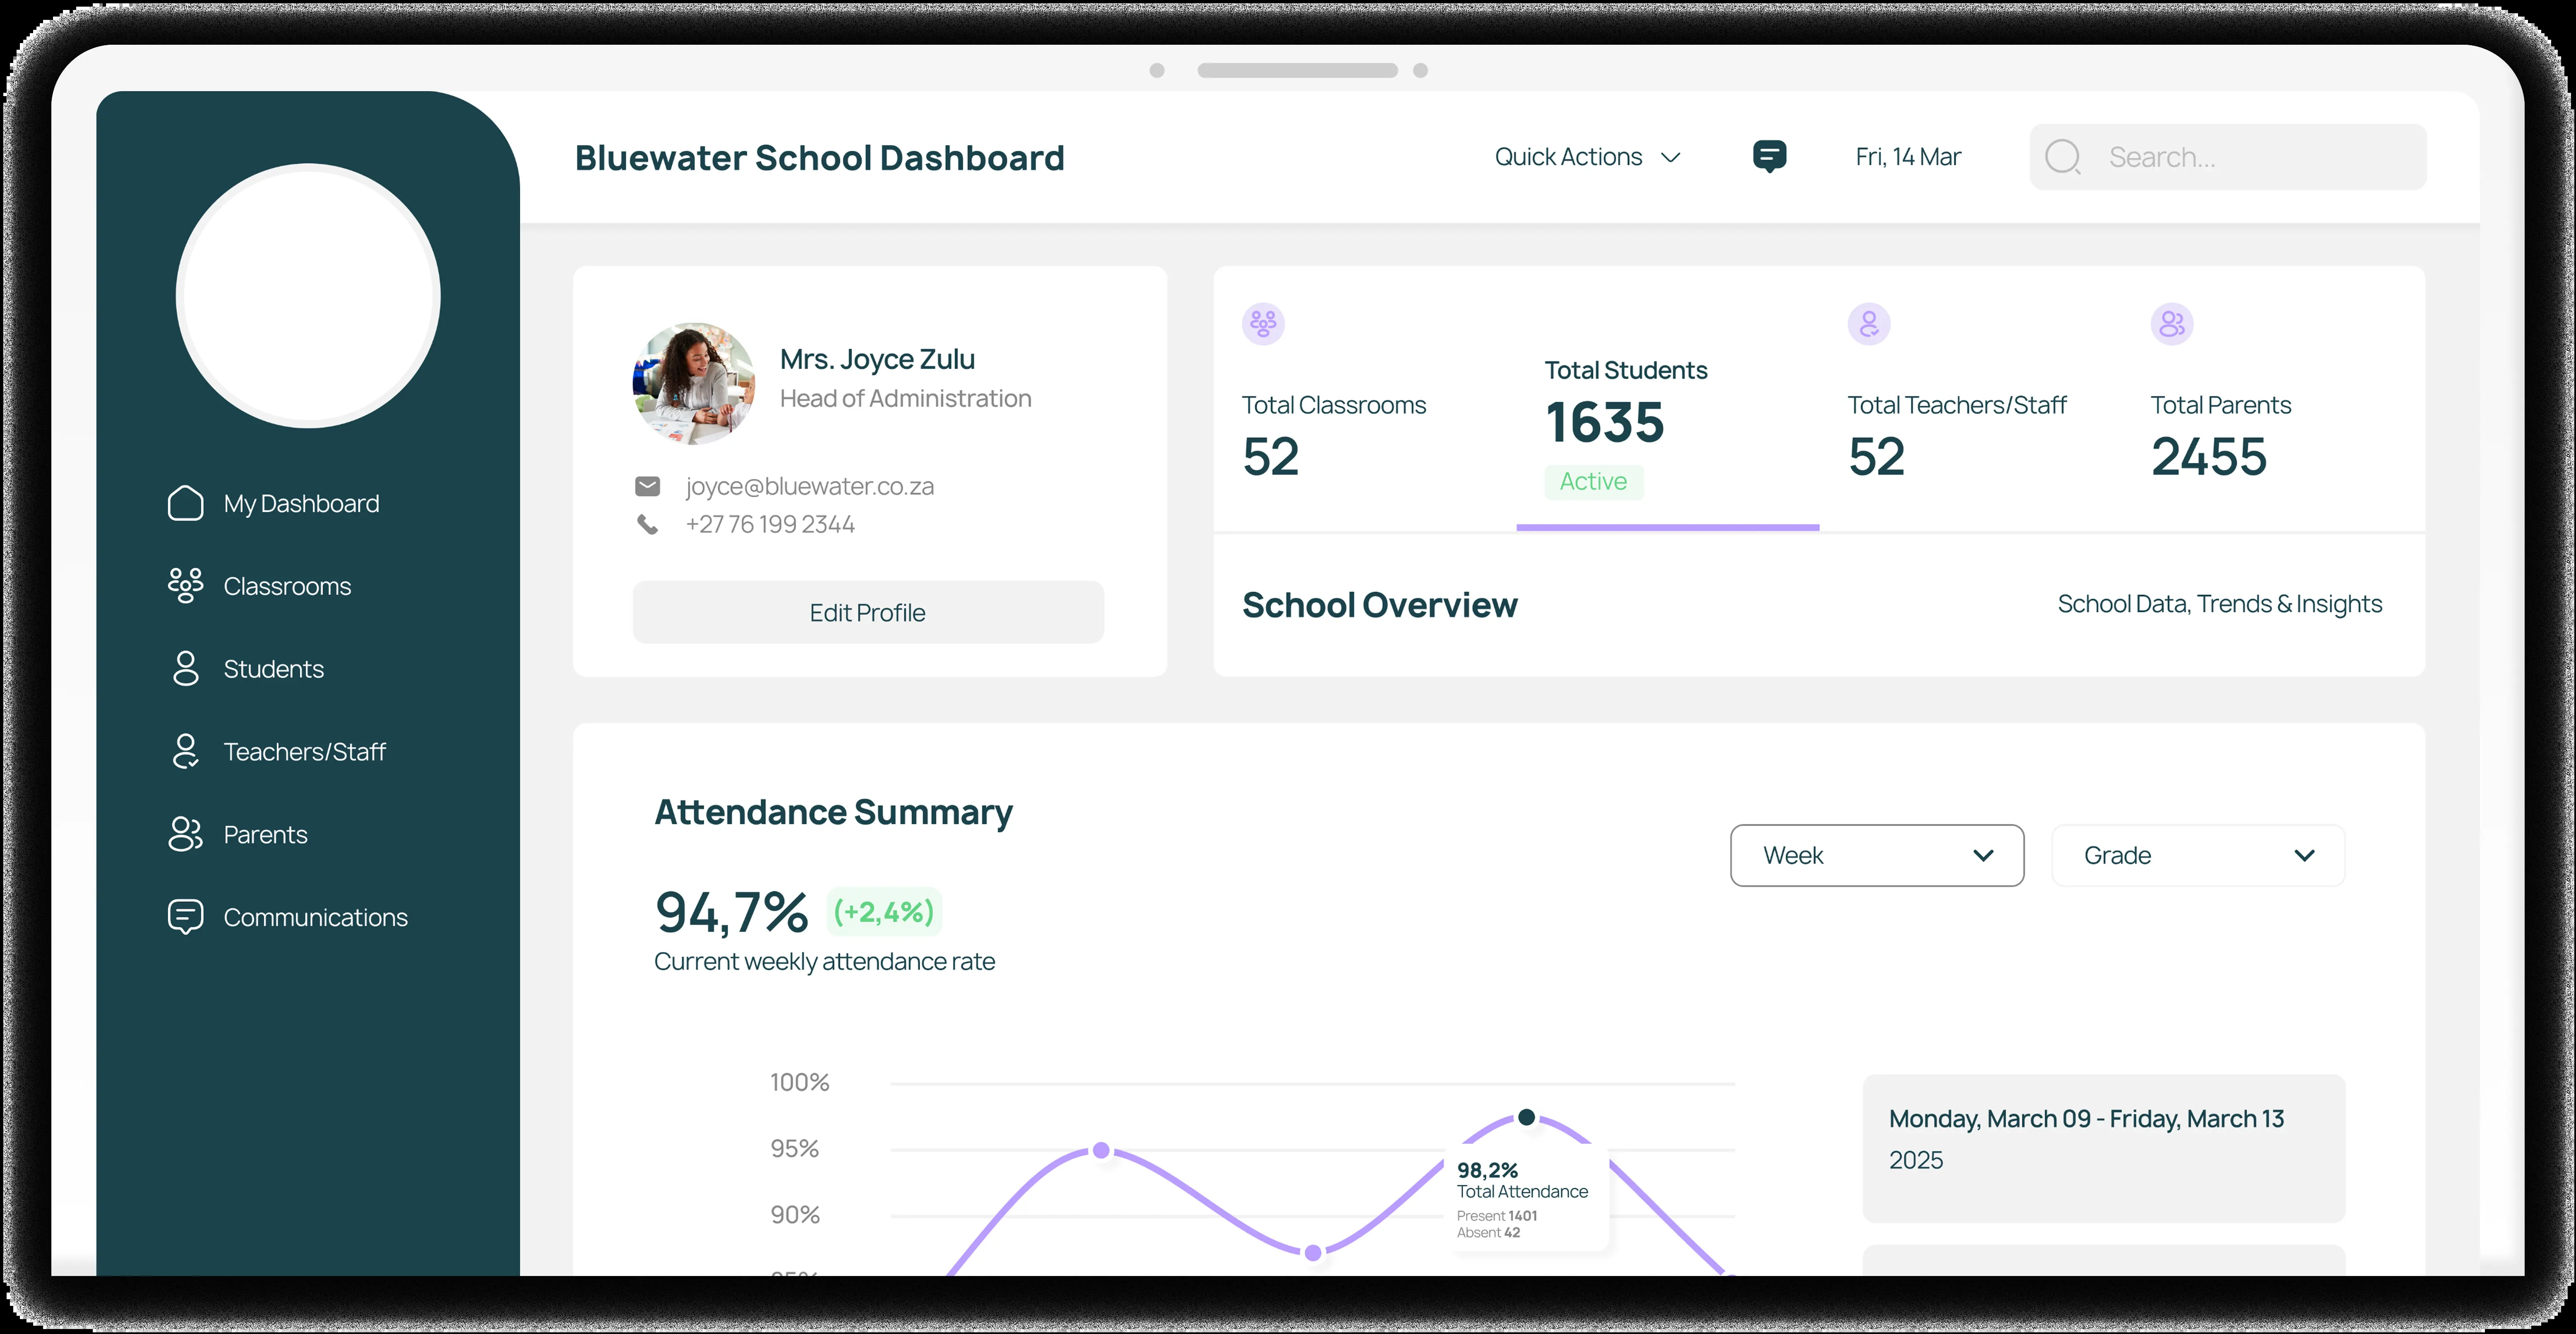 Bluewater School Dashboard
Quick Actions
Fri, 14 Mar
Search...
My Dashboard
Classrooms
Students
Teachers/Staff
Parents
Communications
Mrs. Joyce Zulu
Head of Administration
joyce@bluewater.co.za
+27 76 199 2344
Edit Profile
Total Classrooms
52
Total Students
1635
Active
Total Teachers/Staff
52
Total Parents
2455
School Overview
School Data, Trends & Insights
Attendance Summary
94,7% (+2,4%)
Current weekly attendance rate
Week
Grade
100%
95%
90%
98,2%
Total Attendance
Present 1401
Absent 42
Monday, March 09 - Friday, March 13
2025